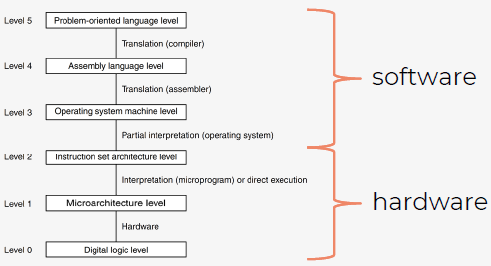 Level 5 Problem-oriented language level
Translation (compiler)
Level 4 Assembly language level
software
Translation (assembler)
Level 3 Operating system machine level
Partial interpretation (operating system)
Level 2 Instruction set architecture level
Interpretation (microprogram) or direct execution
Level 1 Microarchitecture level
hardware
Hardware
Level 0 Digital logic level